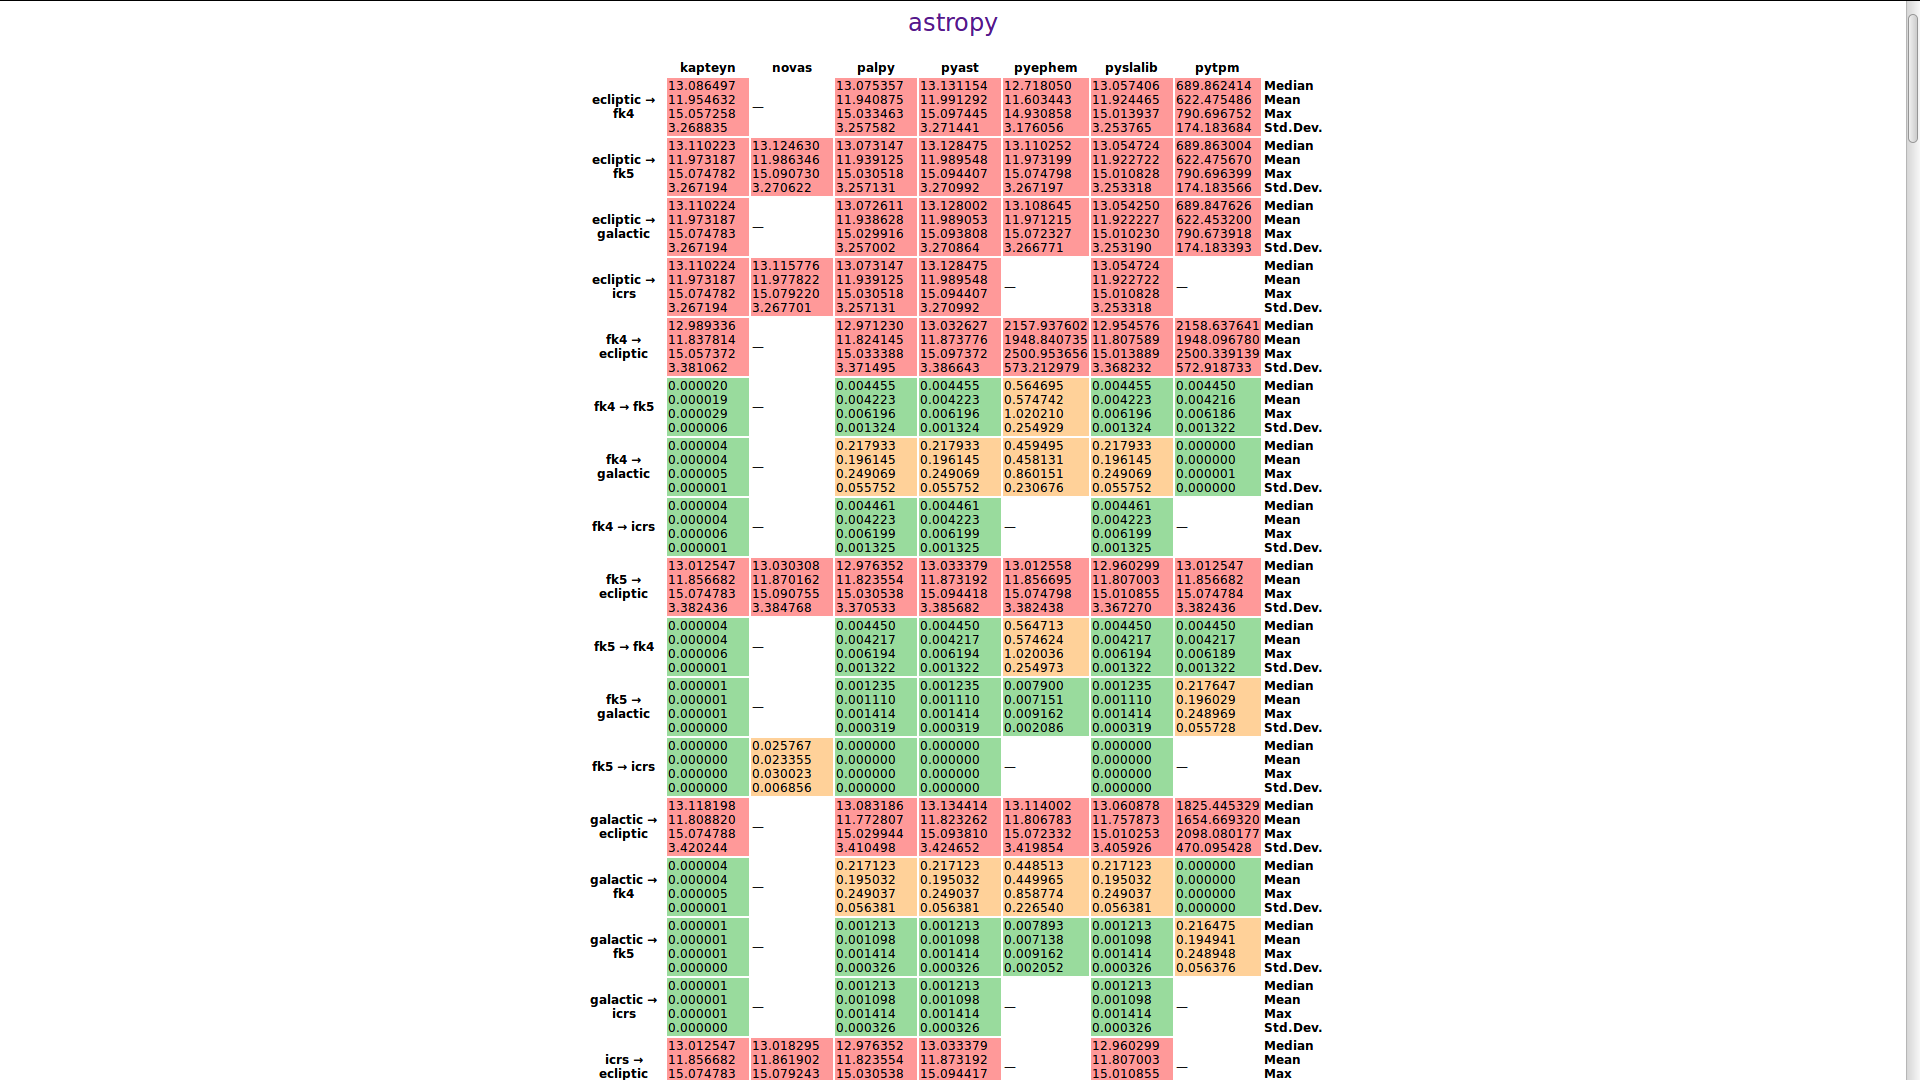 astropy
kapteyn novas palpy pyast pyephem pyslalib pytpm
13.086497 13.075357 13.131154 12.718050 13.057406 689.862414 Median
ecliptic → 11.954632 — 11.940875 11.991292 11.603443 11.924465 622.475486 Mean
fk4 15.057258 15.033463 15.097445 14.930858 15.013937 790.696752 Max
3.268835 3.257582 3.271441 3.176056 3.253765 174.183684 Std.Dev.
13.110223 13.124630 13.073147 13.128475 13.110252 13.054724 689.863004 Median
ecliptic → 11.973187 11.986346 11.939125 11.989548 11.973199 11.922722 622.475670 Mean
fk5 15.074782 15.090730 15.030518 15.094407 15.074798 15.010828 790.696399 Max
3.267194 3.270622 3.257131 3.270992 3.267197 3.253318 174.183566 Std.Dev.
13.110224 13.072611 13.128002 13.108645 13.054250 689.847626 Median
ecliptic → 11.973187 — 11.938628 11.989053 11.971215 11.922227 622.453200 Mean
galactic 15.074783 15.029916 15.093808 15.072327 15.010230 790.673918 Max
3.267194 3.257002 3.270864 3.266771 3.253190 174.183393 Std.Dev.
13.110224 13.115776 13.073147 13.128475 13.054724 Median
ecliptic → 11.973187 11.977822 11.939125 11.989548 — 11.922722 — Mean
icrs 15.074782 15.079220 15.030518 15.094407 15.010828 Max
3.267194 3.267701 3.257131 3.270992 3.253318 Std.Dev.
12.989336 12.971230 13.032627 2157.937602 12.954576 2158.637641 Median
fk4 → 11.837814 — 11.824145 11.873776 1948.840735 11.807589 1948.096780 Mean
ecliptic 15.057372 15.033388 15.097372 2500.953656 15.013889 2500.339139 Max
3.381062 3.371495 3.386643 573.212979 3.368232 572.918733 Std.Dev.
0.000020 0.004455 0.004455 0.564695 0.004455 0.004450 Median
fk4 → fk5 0.000019 — 0.004223 0.004223 0.574742 0.004223 0.004216 Mean
0.000029 0.006196 0.006196 1.020210 0.006196 0.006186 Max
0.000006 0.001324 0.001324 0.254929 0.001324 0.001322 Std.Dev.
0.000004 0.217933 0.217933 0.459495 0.217933 0.000000 Median
fk4 → 0.000004 — 0.196145 0.196145 0.458131 0.196145 0.000000 Mean
galactic 0.000005 0.249069 0.249069 0.860151 0.249069 0.000001 Max
0.000001 0.055752 0.055752 0.230676 0.055752 0.000000 Std.Dev.
0.000004 0.004461 0.004461 0.004461 Median
fk4 → icrs 0.000004 — 0.004223 0.004223 — 0.004223 — Mean
0.000006 0.006199 0.006199 0.006199 Max
0.000001 0.001325 0.001325 0.001325 Std.Dev.
13.012547 13.030308 12.976352 13.033379 13.012558 12.960299 13.012547 Median
fk5 → 11.856682 11.870162 11.823554 11.873192 11.856695 11.807003 11.856682 Mean
ecliptic 15.074783 15.090755 15.030538 15.094418 15.074798 15.010855 15.074784 Max
3.382436 3.384768 3.370533 3.385682 3.382438 3.367270 3.382436 Std.Dev.
0.000004 0.004450 0.004450 0.564713 0.004450 0.004450 Median
fk5 → fk4 0.000004 — 0.004217 0.004217 0.574624 0.004217 0.004217 Mean
0.000006 0.006194 0.006194 1.020036 0.006194 0.006189 Max
0.000001 0.001322 0.001322 0.254973 0.001322 0.001322 Std.Dev.
0.000001 0.001235 0.001235 0.007900 0.001235 0.217647 Median
fk5 → 0.000001 — 0.001110 0.001110 0.007151 0.001110 0.196029 Mean
galactic 0.000001 0.001414 0.001414 0.009162 0.001414 0.248969 Max
0.000000 0.000319 0.000319 0.002086 0.000319 0.055728 Std.Dev.
0.000000 0.025767 0.000000 0.000000 0.000000 Median
fk5 → icrs 0.000000 0.023355 0.000000 0.000000 — 0.000000 — Mean
0.000000 0.030023 0.000000 0.000000 0.000000 Max
0.000000 0.006856 0.000000 0.000000 0.000000 Std.Dev.
13.118198 13.083186 13.134414 13.114002 13.060878 1825.445329 Median
galactic → 11.808820 — 11.772807 11.823262 11.806783 11.757873 1654.669320 Mean
ecliptic 15.074788 15.029944 15.093810 15.072332 15.010253 2098.080177 Max
3.420244 3.410498 3.424652 3.419854 3.405926 470.095428 Std.Dev.
0.000004 0.217123 0.217123 0.448513 0.217123 0.000000 Median
galactic → 0.000004 — 0.195032 0.195032 0.449965 0.195032 0.000000 Mean
fk4 0.000005 0.249037 0.249037 0.858774 0.249037 0.000000 Max
0.000001 0.056381 0.056381 0.226540 0.056381 0.000000 Std.Dev.
0.000001 0.001213 0.001213 0.007893 0.001213 0.216475 Median
galactic → 0.000001 — 0.001098 0.001098 0.007138 0.001098 0.194941 Mean
fk5 0.000001 0.001414 0.001414 0.009162 0.001414 0.248948 Max
0.000000 0.000326 0.000326 0.002052 0.000326 0.056376 Std.Dev.
0.000001 0.001213 0.001213 0.001213 Median
galactic → 0.000001 — 0.001098 0.001098 — 0.001098 — Mean
icrs 0.000001 0.001414 0.001414 0.001414 Max
0.000000 0.000326 0.000326 0.000326 Std.Dev.
13.012547 13.018295 12.976352 13.033379 12.960299 Median
icrs → 11.856682 11.861902 11.823554 11.873192 — 11.807003 — Mean
ecliptic 15.074783 15.079243 15.030538 15.094417 15.010855 Max